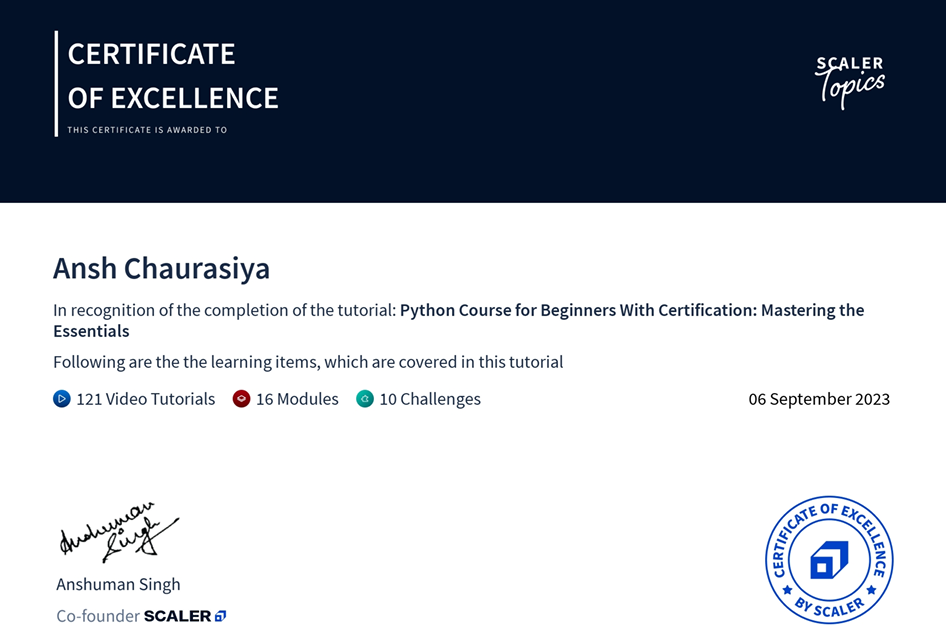 CERTIFICATE
OF EXCELLENCE
THIS CERTIFICATE IS AWARDED TO
SCALER
Topics
Ansh Chaurasiya
In recognition of the completion of the tutorial: Python Course for Beginners With Certification: Mastering the
Essentials
Following are the the learning items, which are covered in this tutorial
121 Video Tutorials 16 Modules 10 Challenges 06 September 2023
Anshuman
Singh
Anshuman Singh
Co-founder SCALER
CERTIFICATE OF EXCELLENCE
BY SCALER